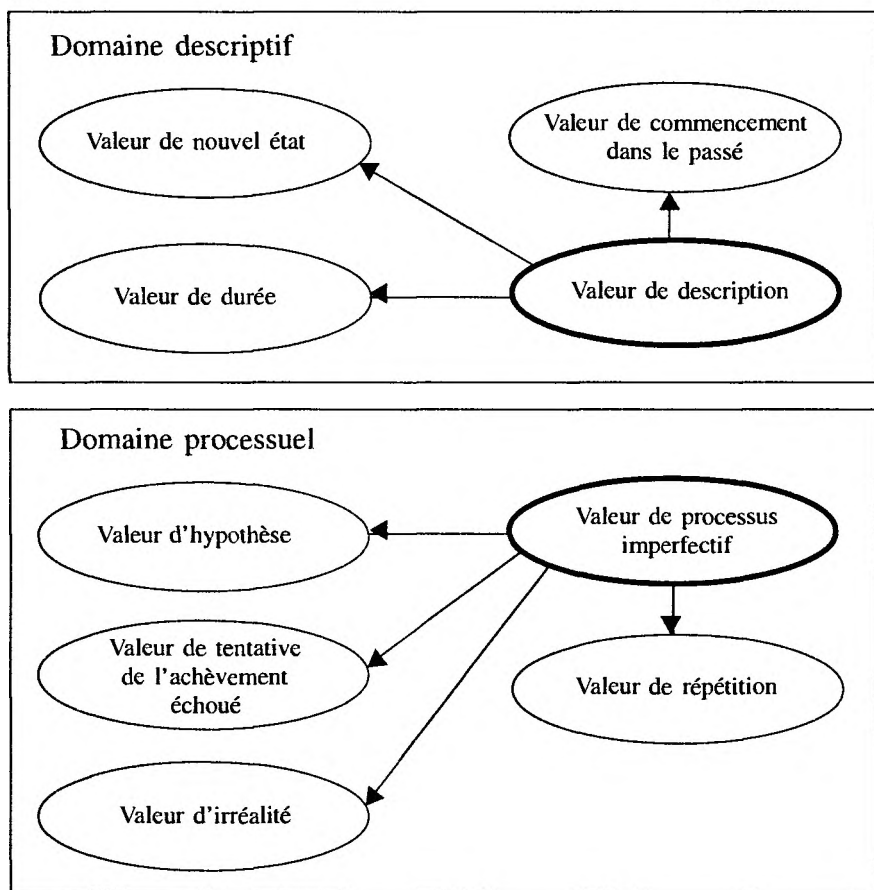 Domaine descriptif
Valeur de nouvel état
Valeur de commencement
dans le passé
Valeur de durée
Valeur de description
Domaine processuel
Valeur d'hypothèse
Valeur de processus
imperfectif
Valeur de tentative
de l'achèvement
échoué
Valeur de répétition
Valeur d'irréalité